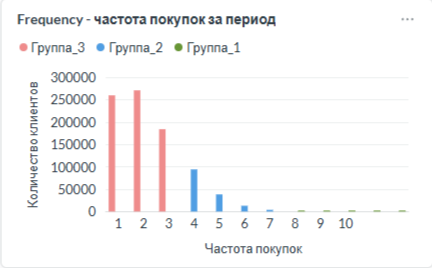 Frequency - частота покупок за период
Группа_3 Группа_2 Группа_1
Количество клиентов
300000
250000
200000
150000
100000
50000
0
1 2 3 4 5 6 7 8 9 10
Частота покупок